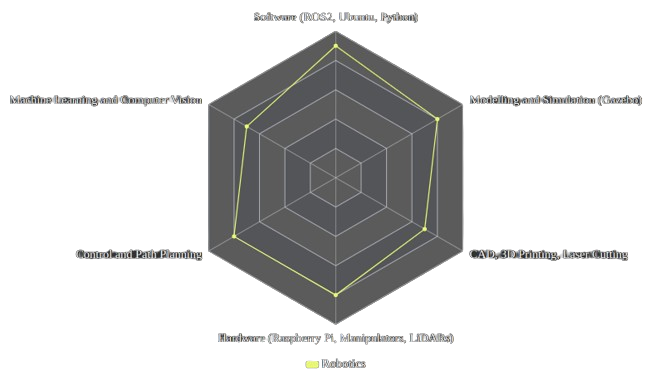 Software (ROS2, Ubuntu, Python)
Machine Learning and Computer Vision
Modelling and Simulation (Gazebo)
Control and Path Planning
CAD, 3D Printing, Laser Cutting
Hardware (Raspberry Pi, Manipulators, LIDARs)
Robotics